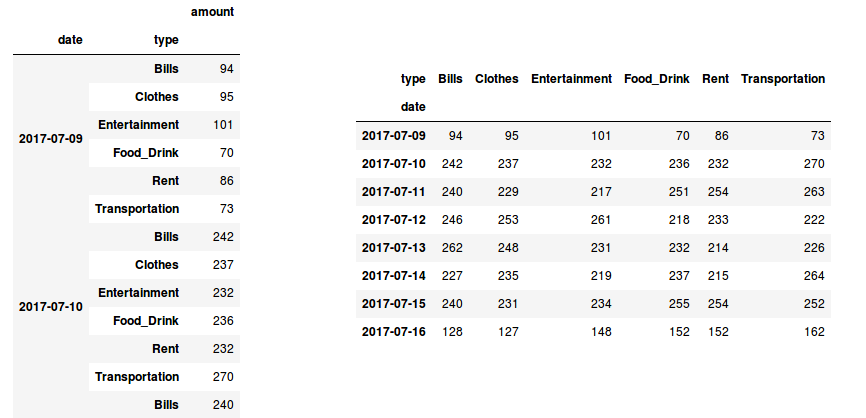 amount
date type
Bills 94
Clothes 95
Entertainment 101
2017-07-09
Food_Drink 70
Rent 86
Transportation 73
Bills 242
Clothes 237
Entertainment 232
2017-07-10
Food_Drink 236
Rent 232
Transportation 270
Bills 240
type Bills Clothes Entertainment Food_Drink Rent Transportation
date
2017-07-09 94 95 101 70 86 73
2017-07-10 242 237 232 236 232 270
2017-07-11 240 229 217 251 254 263
2017-07-12 246 253 261 218 233 222
2017-07-13 262 248 231 232 214 226
2017-07-14 227 235 219 237 215 264
2017-07-15 240 231 234 255 254 252
2017-07-16 128 127 148 152 152 162